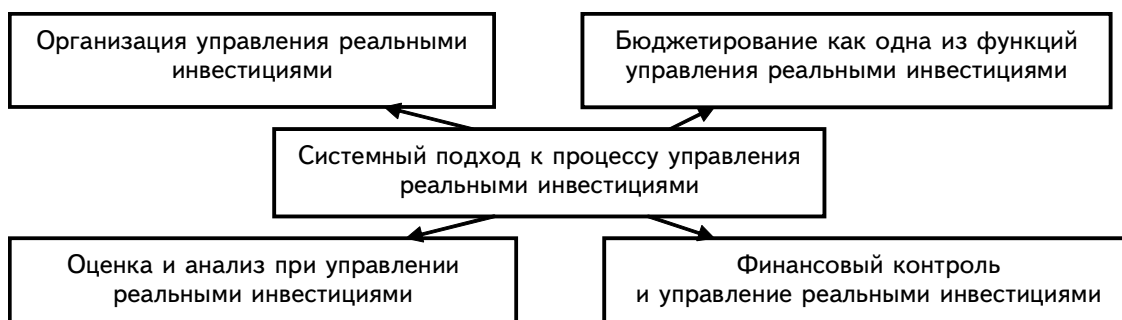 Организация управления реальными
инвестициями
Бюджетирование как одна из функций
управления реальными инвестициями
Системный подход к процессу управления
реальными инвестициями
Оценка и анализ при управлении
реальными инвестициями
Финансовый контроль
и управление реальными инвестициями